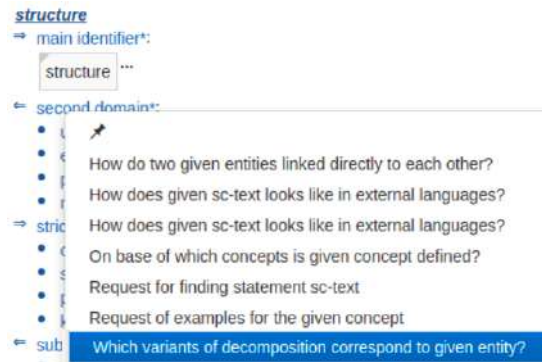 structure
⇒ main identifier*:
structure ...
⇐ second domain*:
How do two given entities linked directly to each other?
How does given sc-text looks like in external languages?
How does given sc-text looks like in external languages?
⇒ stric
On base of which concepts is given concept defined?
Request for finding statement sc-text
Request of examples for the given concept
⇐ sub
Which variants of decomposition correspond to given entity?